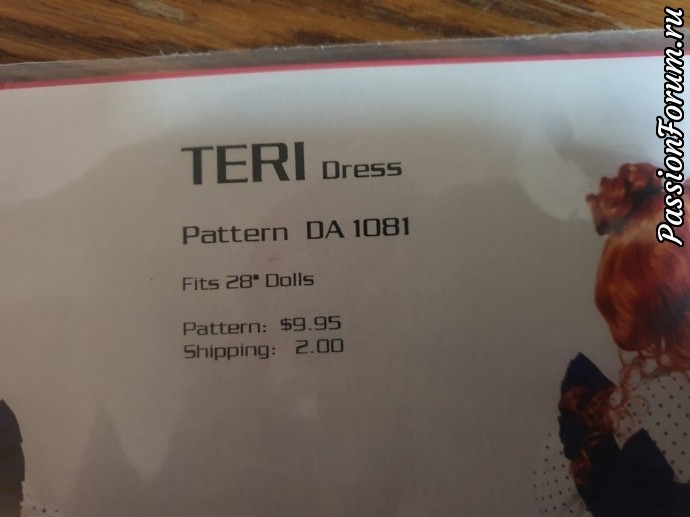 TERI Dress
Pattern DA 1081
Fits 28" Dolls
Pattern: $9.95
Shipping: 2.00
PassionForum.ru